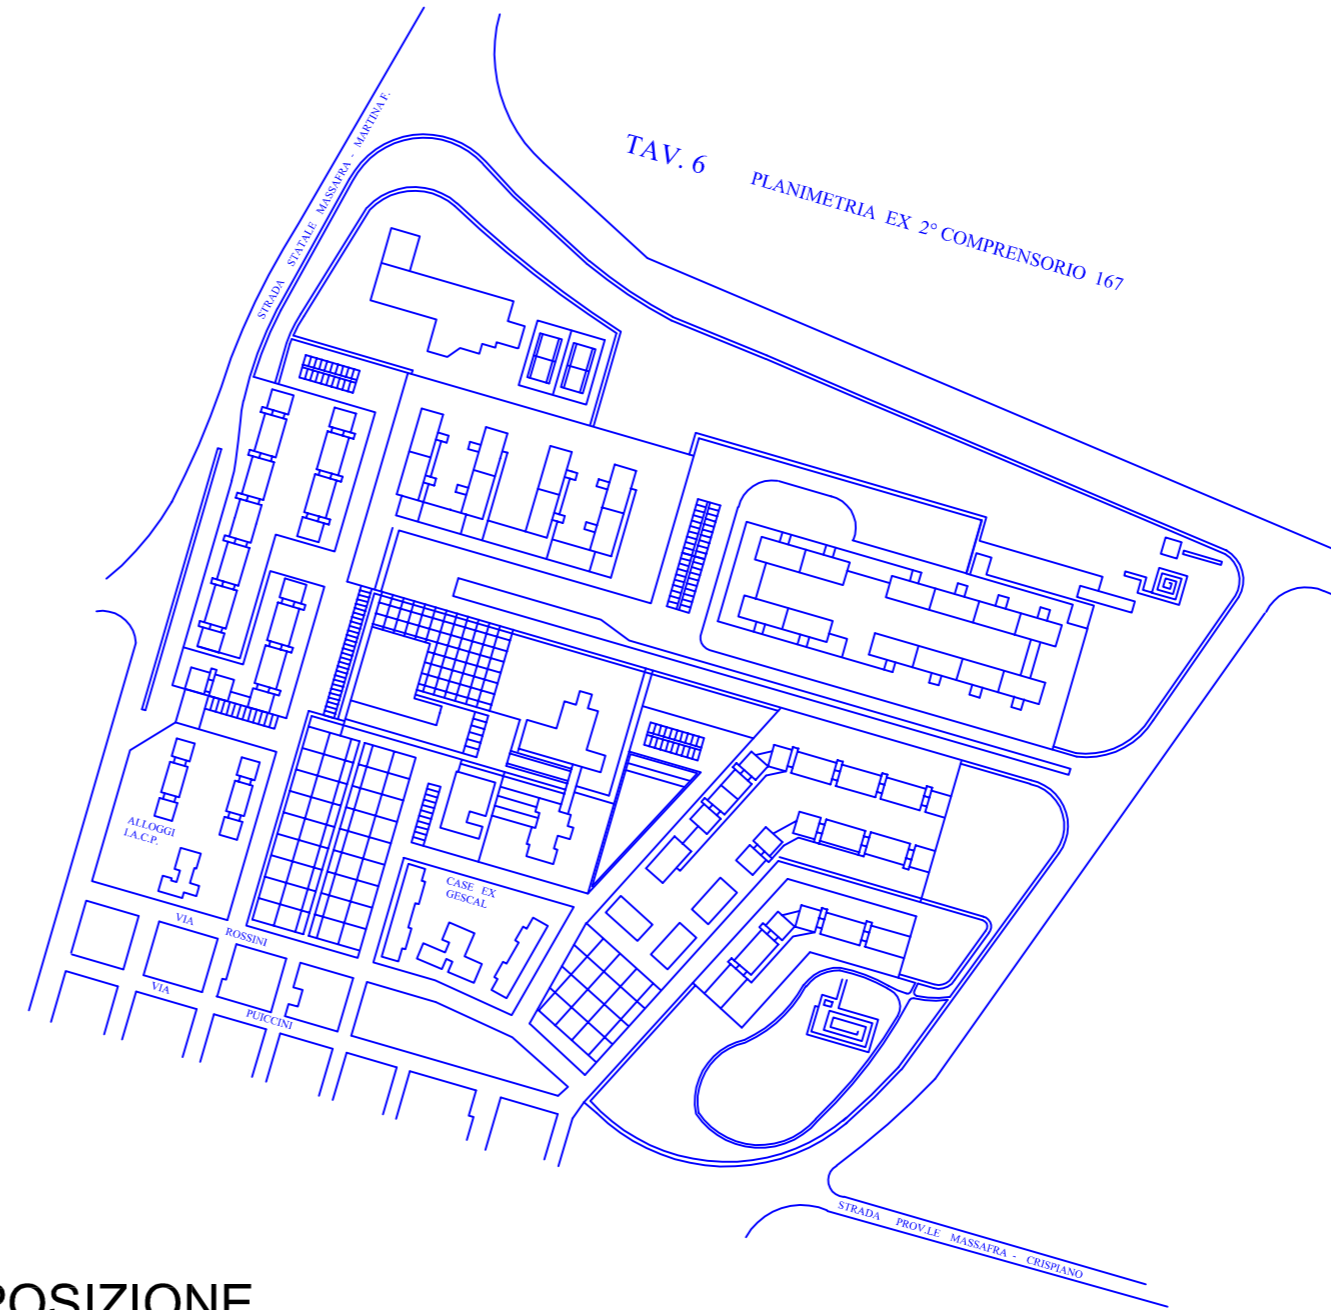 STRADA STATALE MASSAFRA - MARTINA F.
TAV. 6
PLANIMETRIA EX 2° COMPRENSORIO 167
ALLOGGI
I.A.C.P.
CASE EX
GESCAL
VIA ROSSINI
VIA PUICCINI
STRADA PROV.LE MASSAFRA - CRISPIANO
POSIZIONE